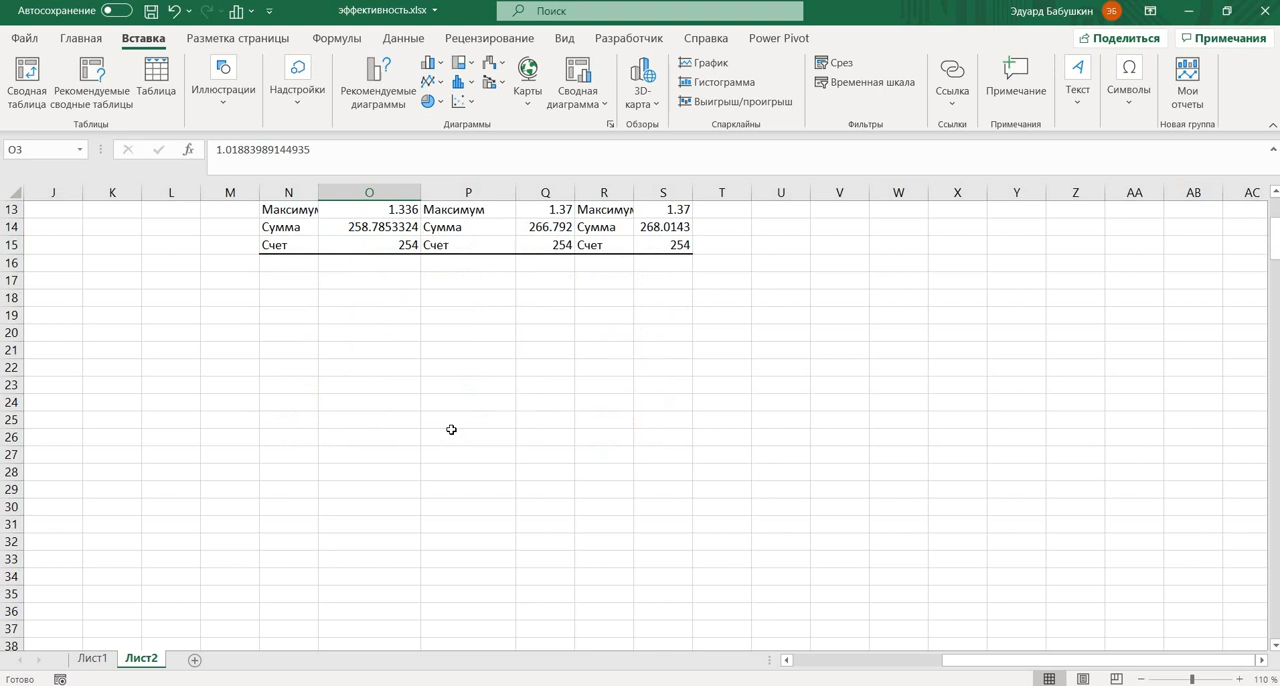 Автосохранение эффективность.xlsx Поиск Эдуард Бабушкин ЭБ
Файл Главная Вставка Разметка страницы Формулы Данные Рецензирование Вид Разработчик Справка Power Pivot Поделиться Примечания
Сводная таблица
Рекомендуемые сводные таблицы
Таблица
Иллюстрации
Надстройки
Рекомендуемые диаграммы
Карты
Сводная диаграмма
3D-карта
График
Гистограмма
Выигрыш/проигрыш
Срез
Временная шкала
Ссылка
Примечание
Текст
Символы
Мои отчеты
Таблицы Диаграммы Обзоры Спарклайны Фильтры Ссылки Примечания Новая группа
O3 fx 1.01883989144935
J K L M N O P Q R S T U V W X Y Z AA AB AC
13 Максимум 1.336 Максимум 1.37 Максимум 1.37
14 Сумма 258.7853324 Сумма 266.792 Сумма 268.0143
15 Счет 254 Счет 254 Счет 254
16
17
18
19
20
21
22
23
24
25
26
27
28
29
30
31
32
33
34
35
36
37
38
Лист1 Лист2
Готово 110 %